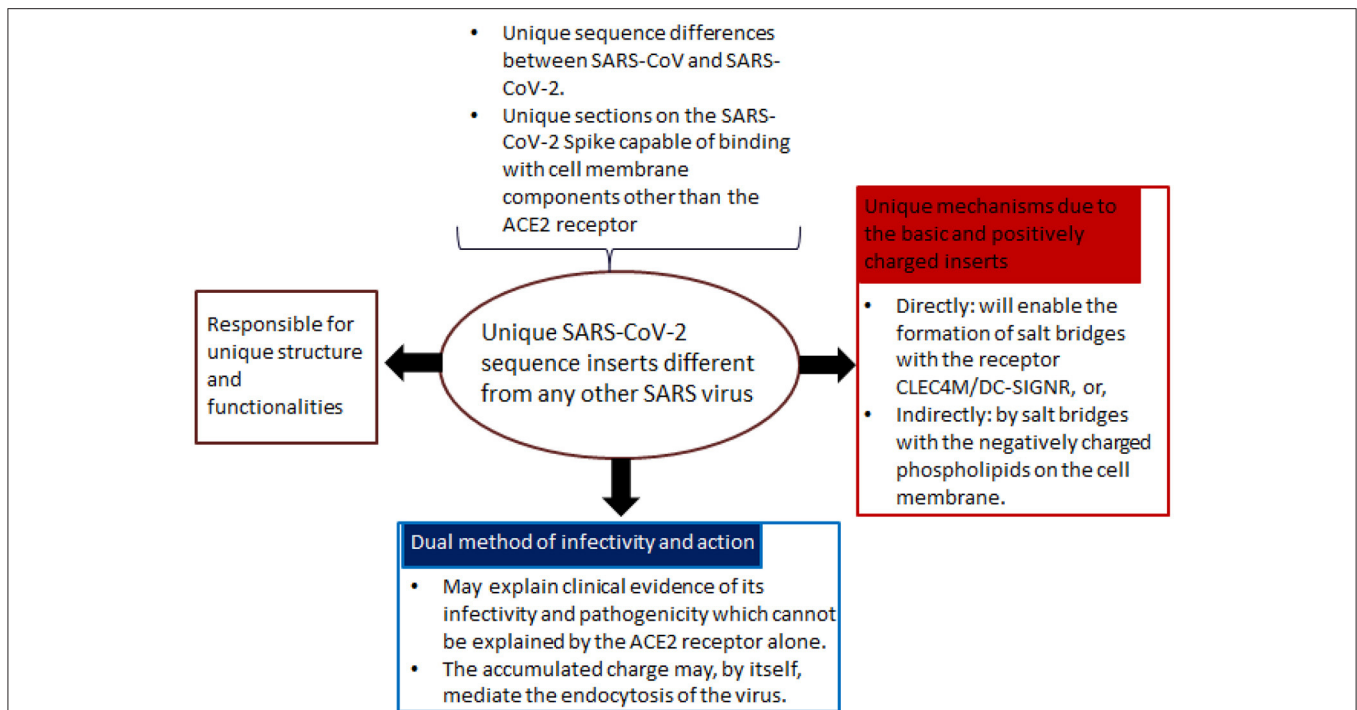 • Unique sequence differences
between SARS-CoV and SARS-
CoV-2.
• Unique sections on the SARS-
CoV-2 Spike capable of binding
with cell membrane
components other than the
ACE2 receptor
Unique mechanisms due to
the basic and positively
charged inserts
• Directly: will enable the
formation of salt bridges
with the receptor
CLEC4M/DC-SIGNR, or,
• Indirectly: by salt bridges
with the negatively charged
phospholipids on the cell
membrane.
Responsible for
unique structure
and
functionalities
Unique SARS-CoV-2
sequence inserts different
from any other SARS virus
Dual method of infectivity and action
• May explain clinical evidence of its
infectivity and pathogenicity which cannot
be explained by the ACE2 receptor alone.
• The accumulated charge may, by itself,
mediate the endocytosis of the virus.